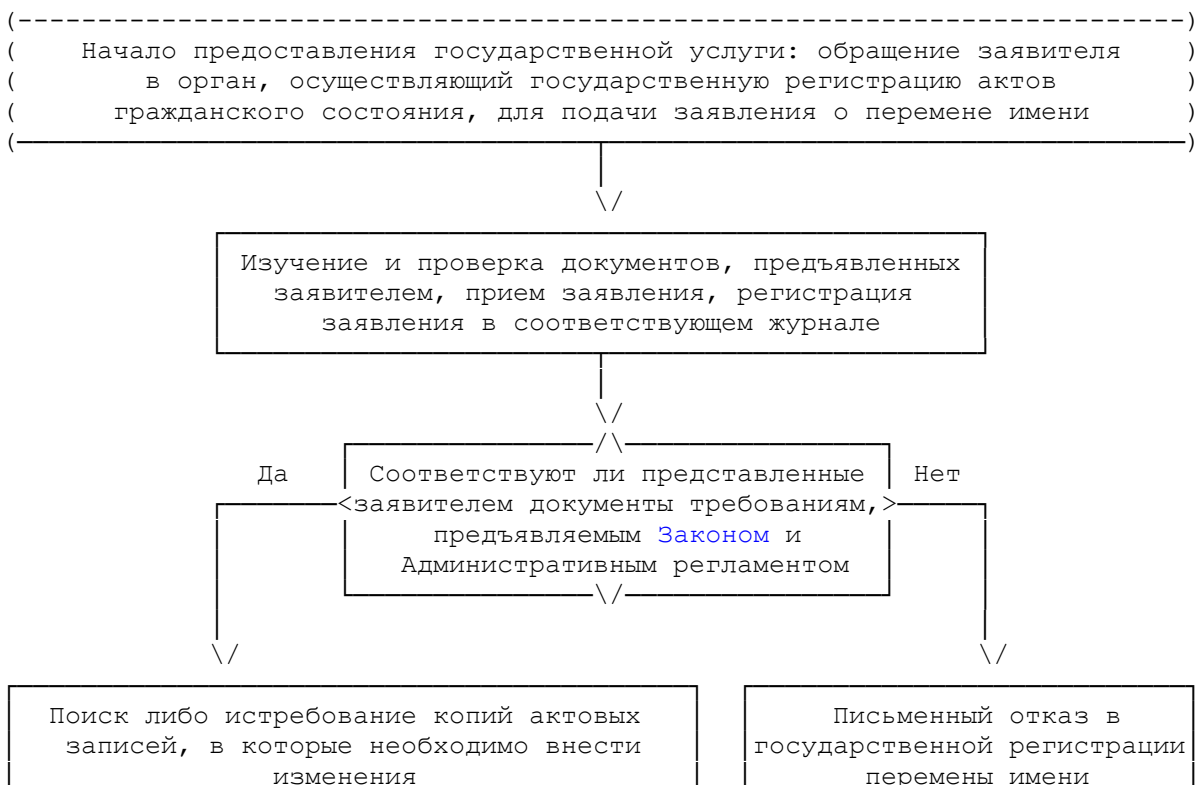 Начало предоставления государственной услуги: обращение заявителя
в орган, осуществляющий государственную регистрацию актов
гражданского состояния, для подачи заявления о перемене имени
Изучение и проверка документов, предъявленных
заявителем, прием заявления, регистрация
заявления в соответствующем журнале
Да
Соответствуют ли представленные
заявителем документы требованиям,
предъявляемым Законом и
Административным регламентом
Нет
Поиск либо истребование копий актовых
записей, в которые необходимо внести
изменения
Письменный отказ в
государственной регистрации
перемены имени